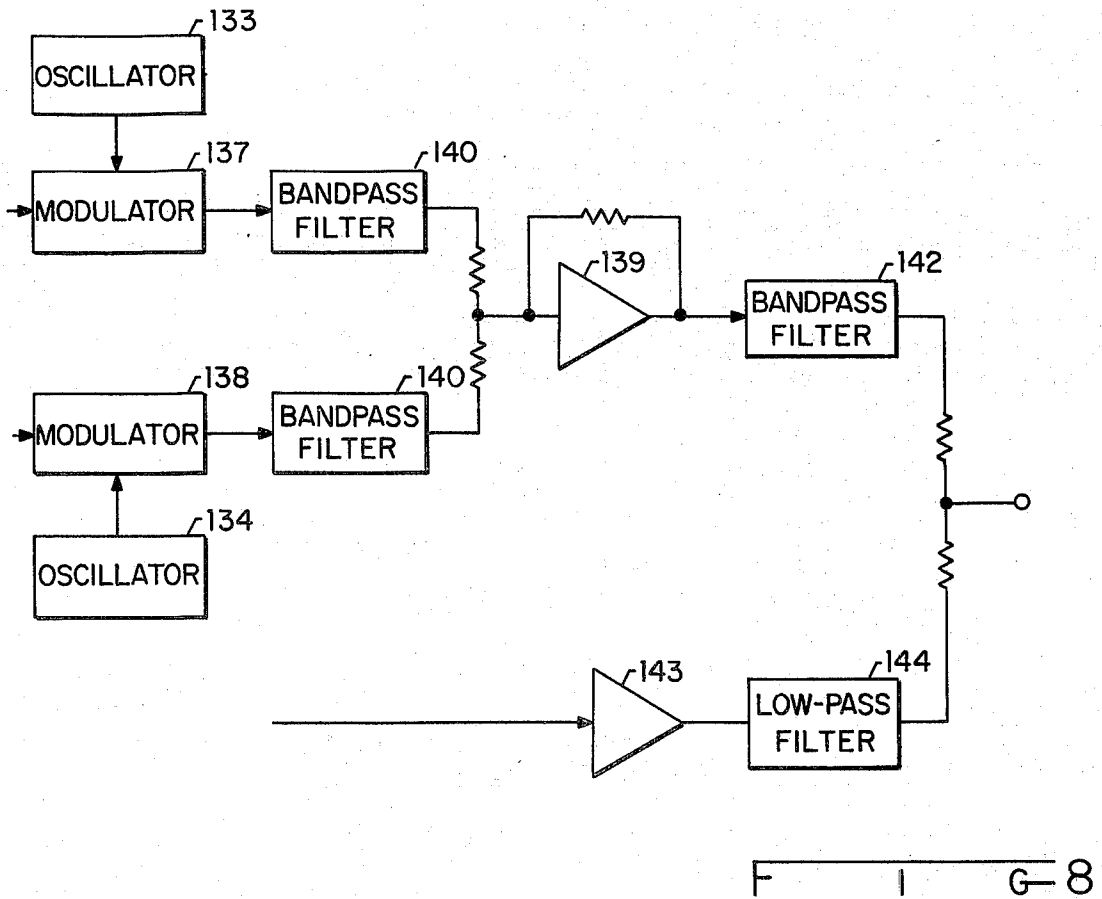 133
OSCILLATOR
137
MODULATOR
140
BANDPASS
FILTER
139
142
BANDPASS
FILTER
138
MODULATOR
140
BANDPASS
FILTER
134
OSCILLATOR
143
144
LOW-PASS
FILTER
FIG-8